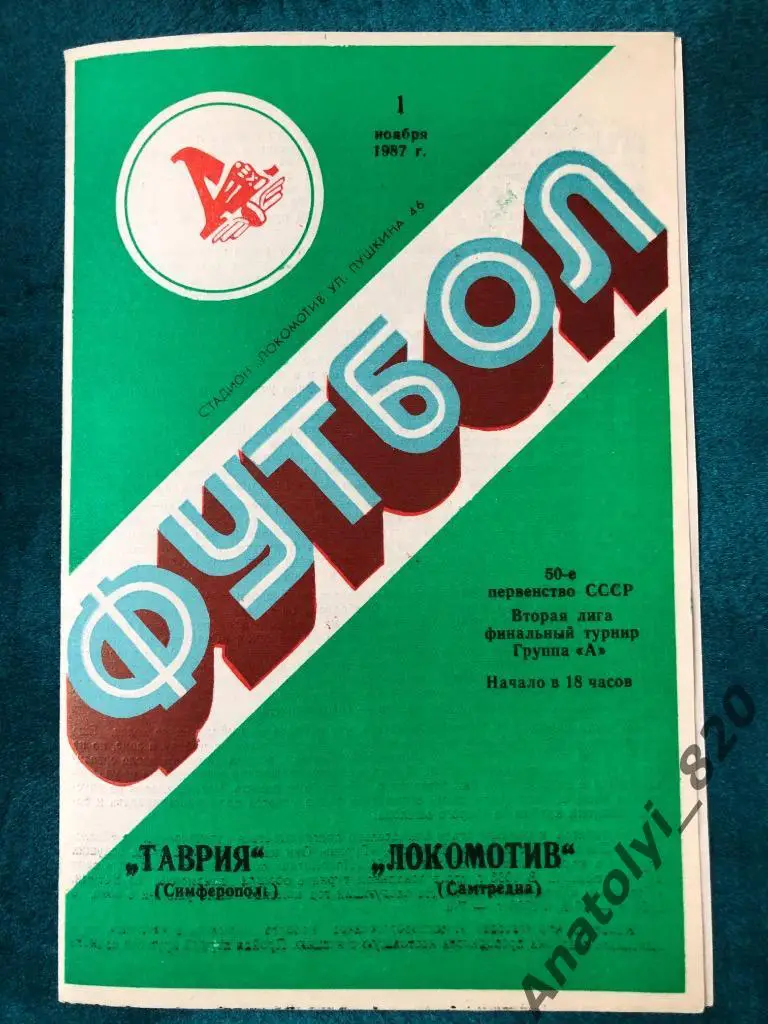 1
ноября
1987 г.
СТАДИОН „ЛОКОМОТИВ" УЛ. ПУШКИНА 46
ФУТБОЛ
50-е
первенство СССР
Вторая лига
финальный турнир
Группа «А»
Начало в 18 часов
„ТАВРИЯ"
(Симферополь)
„ЛОКОМОТИВ"
(Самтредиа)
Anatolyi_820